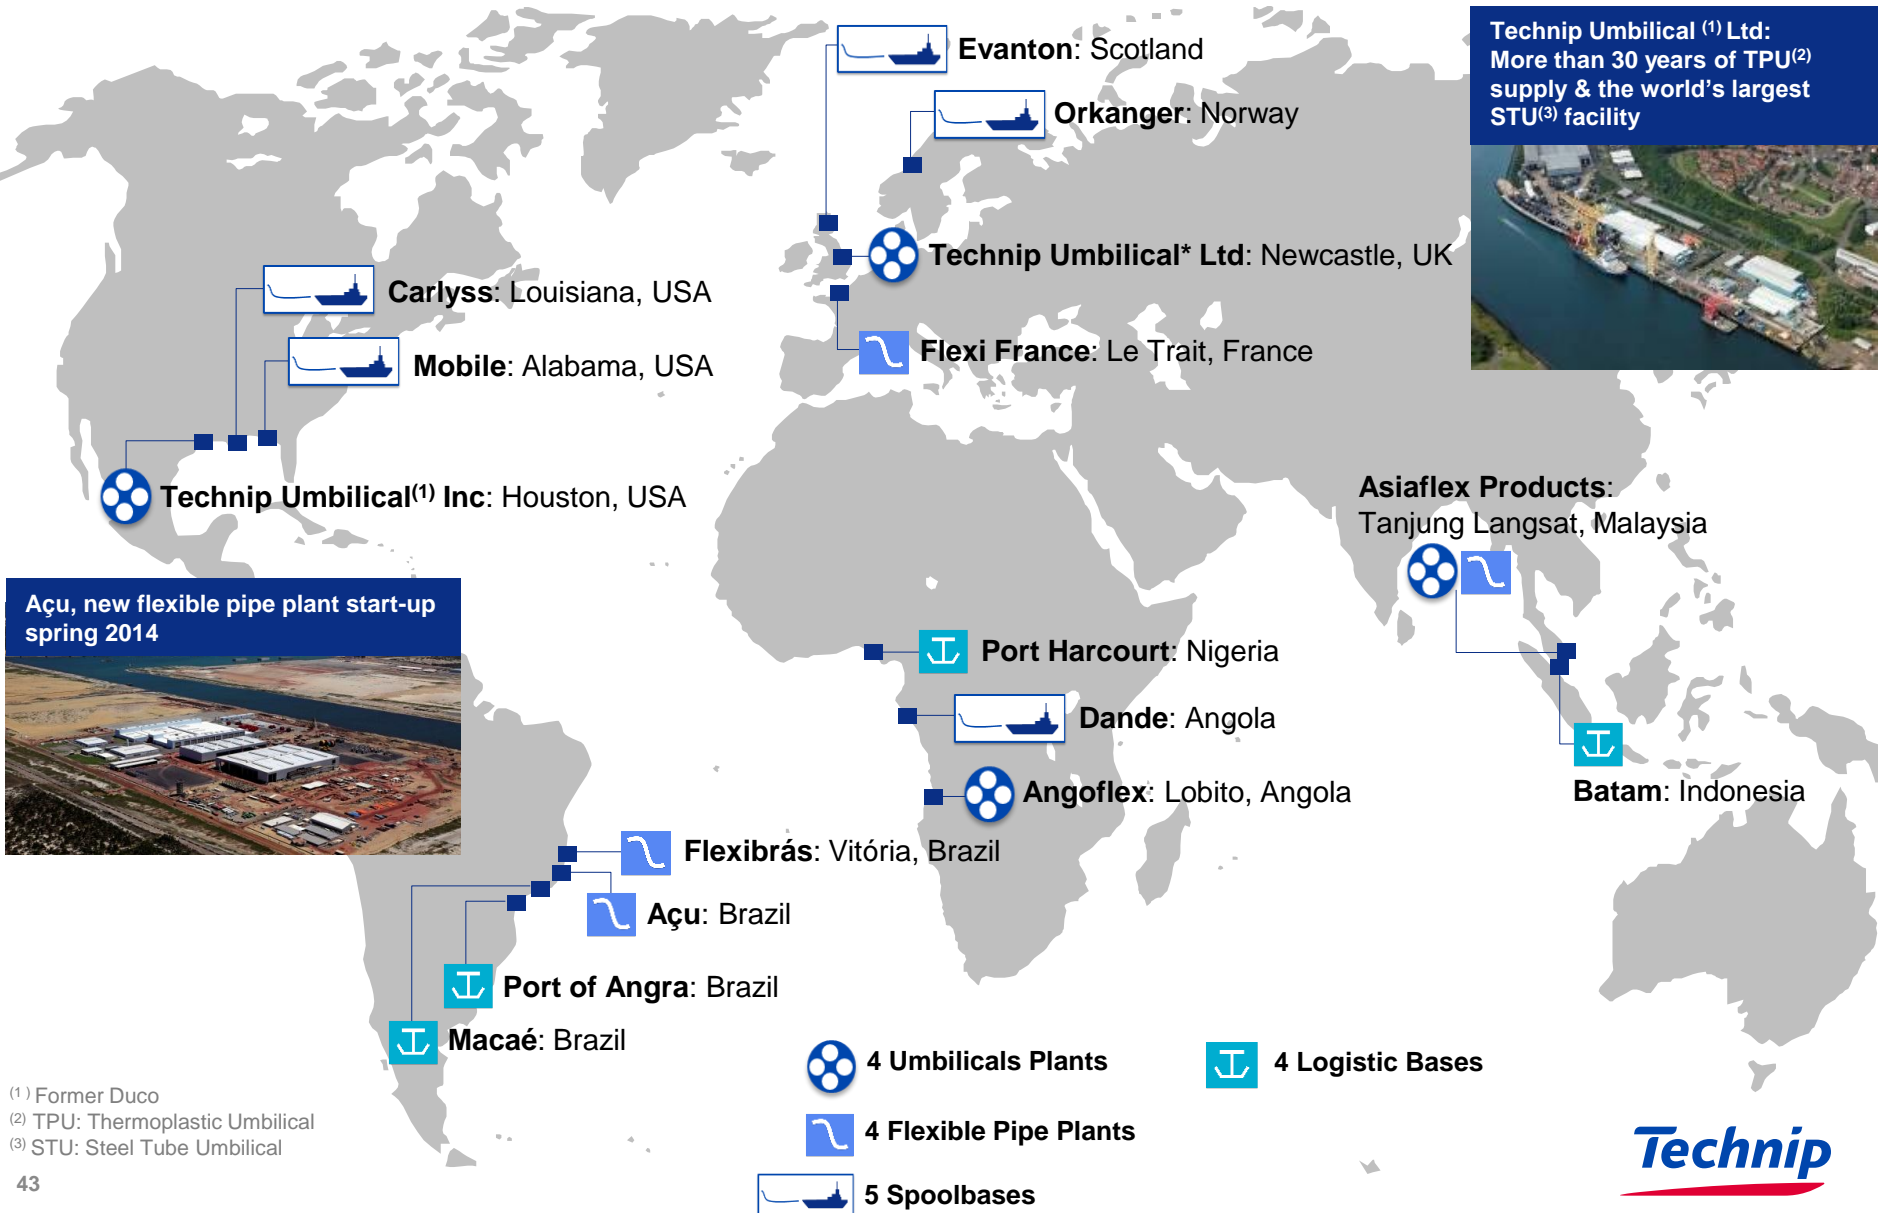 Technip Umbilical (1) Ltd:
More than 30 years of TPU(2)
supply & the world's largest
STU(3) facility
Evanton: Scotland
Orkanger: Norway
Technip Umbilical* Ltd: Newcastle, UK
Flexi France: Le Trait, France
Carlyss: Louisiana, USA
Mobile: Alabama, USA
Technip Umbilical(1) Inc: Houston, USA
Asiaflex Products:
Tanjung Langsat, Malaysia
Açu, new flexible pipe plant start-up
spring 2014
Port Harcourt: Nigeria
Dande: Angola
Angoflex: Lobito, Angola
Batam: Indonesia
Flexibrás: Vitória, Brazil
Açu: Brazil
Port of Angra: Brazil
Macaé: Brazil
4 Umbilicals Plants
4 Logistic Bases
4 Flexible Pipe Plants
5 Spoolbases
(1 ) Former Duco
(2) TPU: Thermoplastic Umbilical
(3) STU: Steel Tube Umbilical
43
Technip